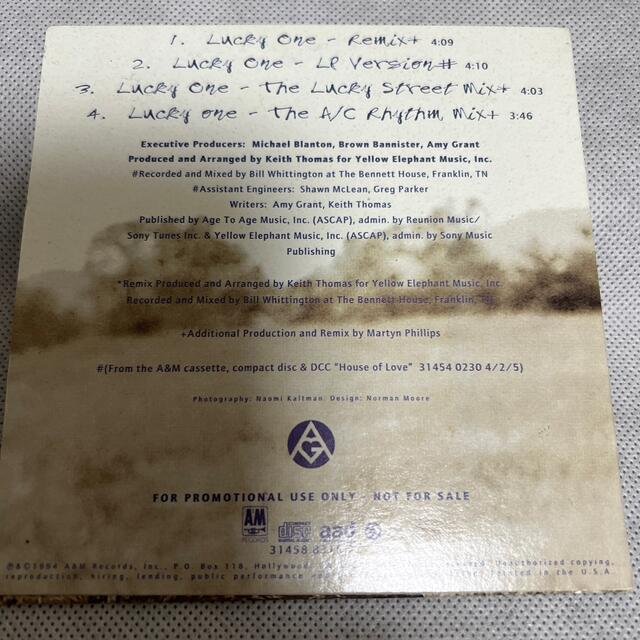 1. Lucky One - Remix+ 4:09
2. Lucky One - LP Version# 4:10
3. Lucky One - The Lucky Street Mix+ 4:03
4. Lucky One - The A/C Rhythm Mix+ 3:46
Executive Producers: Michael Blanton, Brown Bannister, Amy Grant
Produced and Arranged by Keith Thomas for Yellow Elephant Music, Inc.
#Recorded and Mixed by Bill Whittington at The Bennett House, Franklin, TN
#Assistant Engineers: Shawn McLean, Greg Parker
Writers: Amy Grant, Keith Thomas
Published by Age To Age Music, Inc. (ASCAP), admin. by Reunion Music/
Sony Tunes Inc. & Yellow Elephant Music, Inc. (ASCAP), admin. by Sony Music
Publishing
*Remix Produced and Arranged by Keith Thomas for Yellow Elephant Music, Inc.
Recorded and Mixed by Bill Whittington at The Bennett House, Franklin, TN
+Additional Production and Remix by Martyn Phillips
#(From the A&M cassette, compact disc & DCC "House of Love" 31454 0230 4/2/5)
Photography: Naomi Kaltman. Design: Norman Moore
AG
FOR PROMOTIONAL USE ONLY - NOT FOR SALE
AM RECORDS COMPACT disc DIGITAL AUDIO aad
31458
℗&©1994 A&M Records, Inc., P.O. Box 118, Hollywood, Unauthorized copying,
reproduction, hiring, lending, public performance printed in the U.S.A.